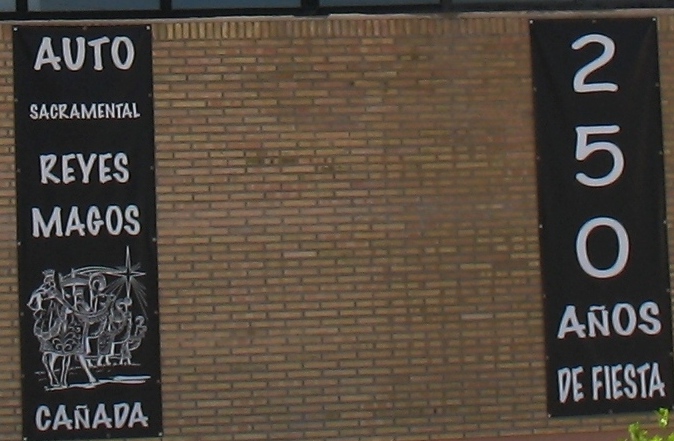 AUTO
SACRAMENTAL
REYES
MAGOS
CAÑADA
2
5
0
AÑOS
DE FIESTA